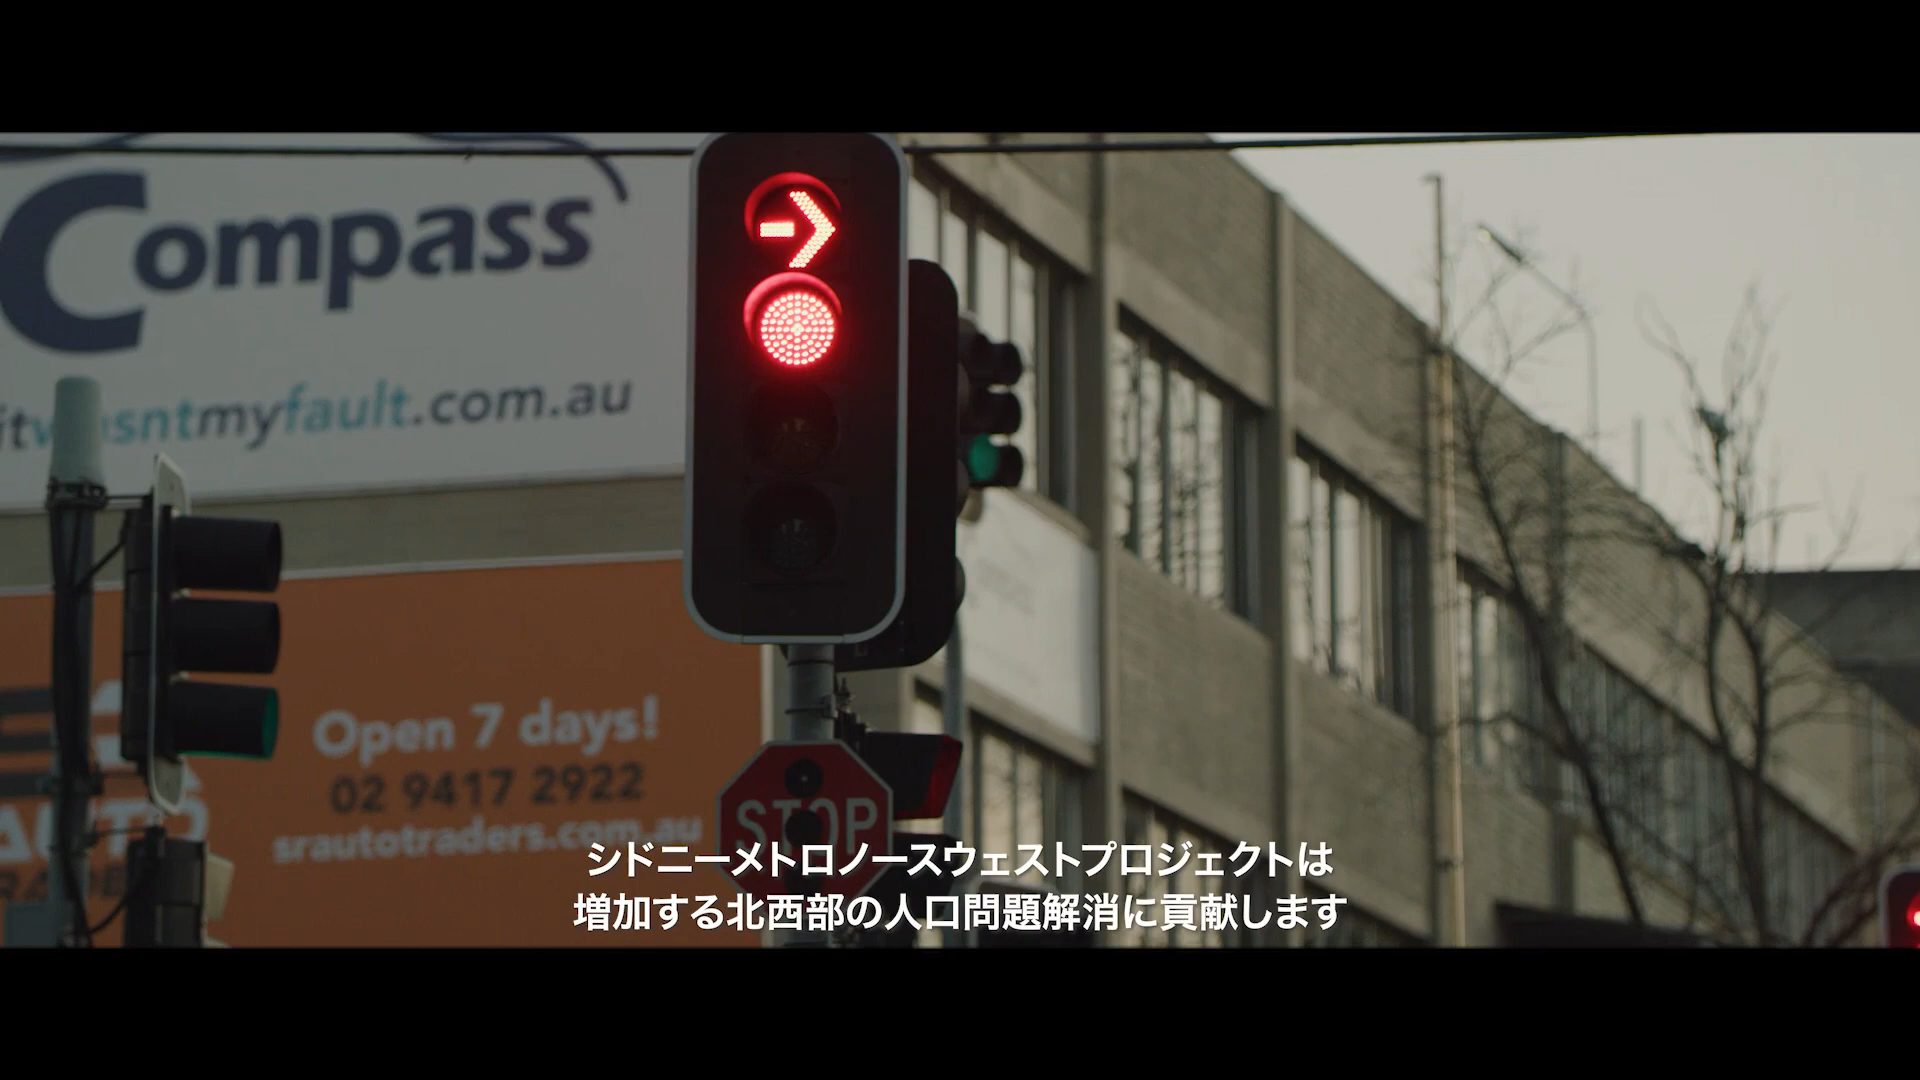 Compass
itwasntmyfault.com.au
Open 7 days!
02 9417 2922
srautotraders.com.au
AUTO
STOP
シドニーメトロノースウェストプロジェクトは
増加する北西部の人口問題解消に貢献します